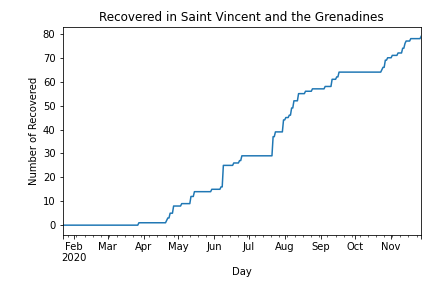 Recovered in Saint Vincent and the Grenadines
80
70
60
50
40
30
20
10
0
Number of Recovered
Feb Mar Apr May Jun Jul Aug Sep Oct Nov
2020
Day